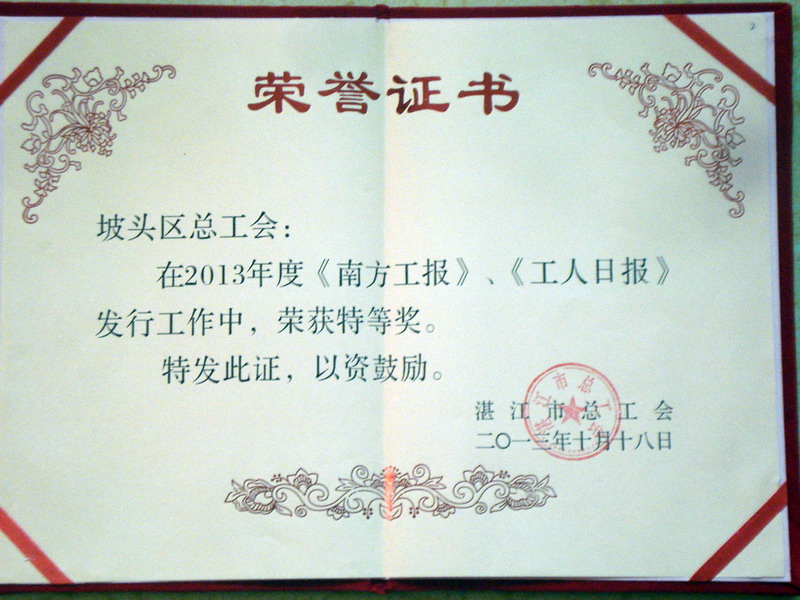 荣誉证书
坡头区总工会：
在2013年度《南方工报》、《工人日报》
发行工作中，荣获特等奖。
特发此证，以资鼓励。
湛江市总工会
二〇一三年十月十八日